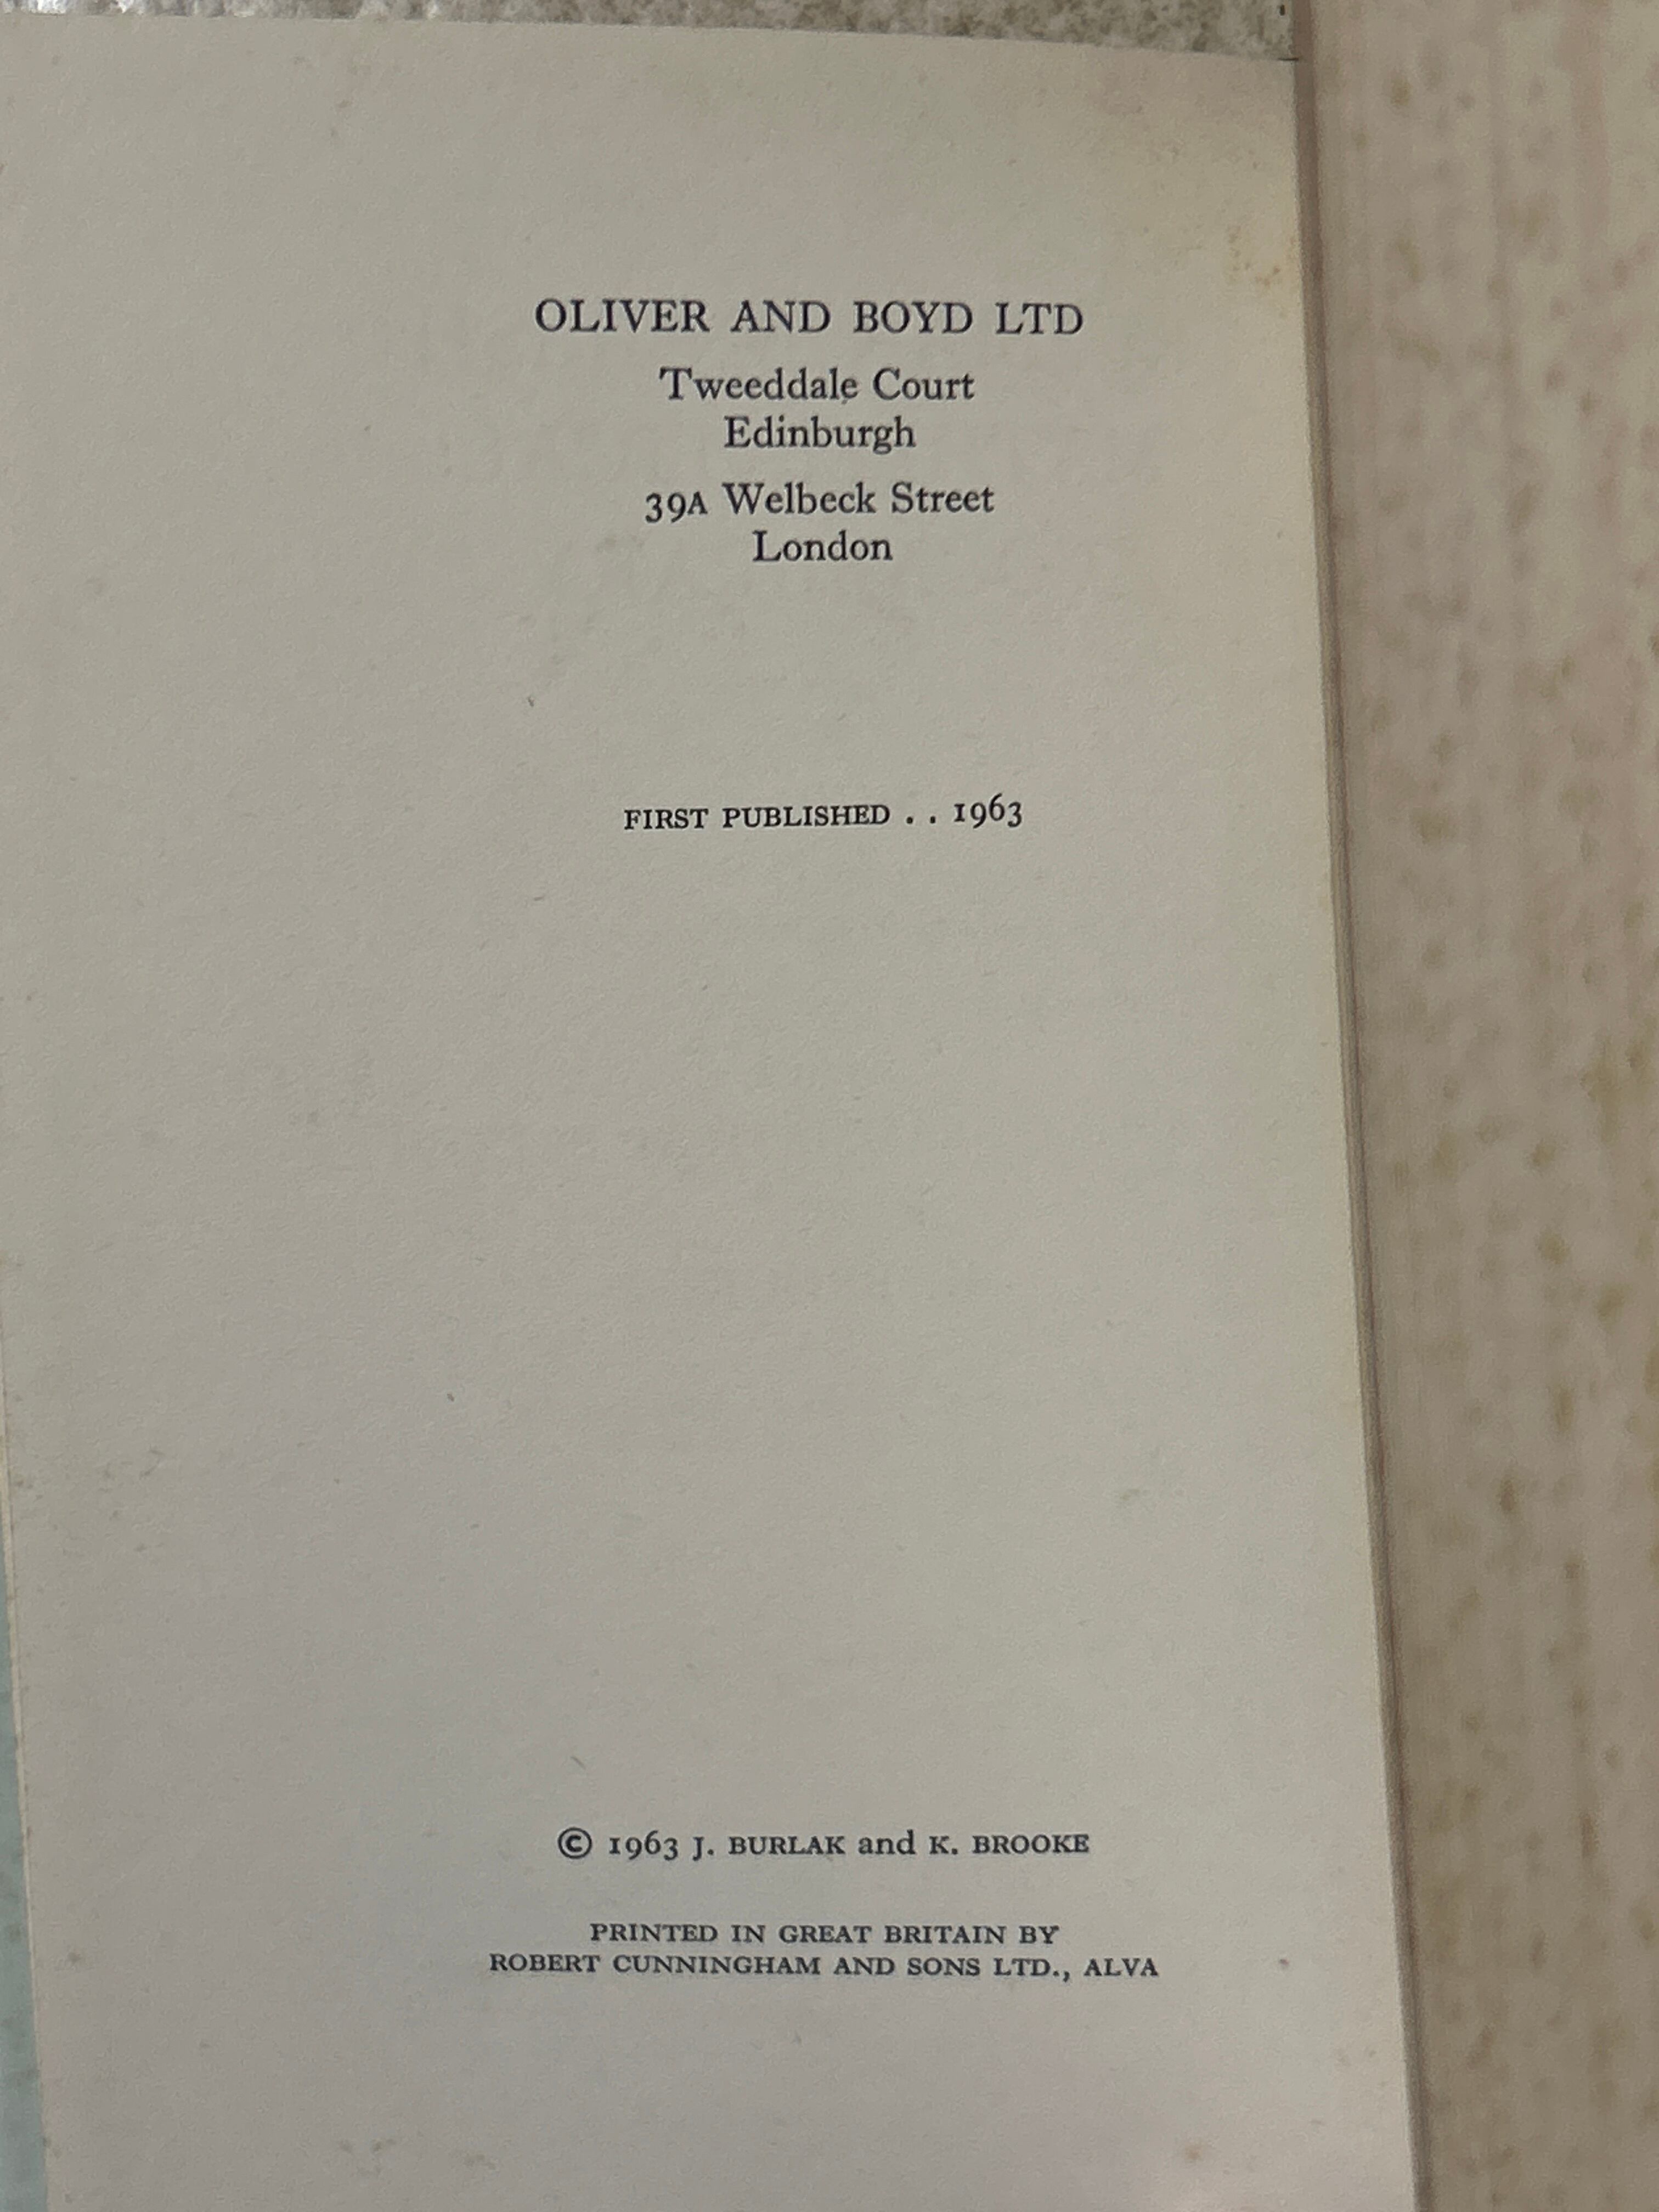 OLIVER AND BOYD LTD
Tweeddale Court
Edinburgh
39A Welbeck Street
London
FIRST PUBLISHED . . 1963
© 1963 J. BURLAK and K. BROOKE
PRINTED IN GREAT BRITAIN BY
ROBERT CUNNINGHAM AND SONS LTD., ALVA